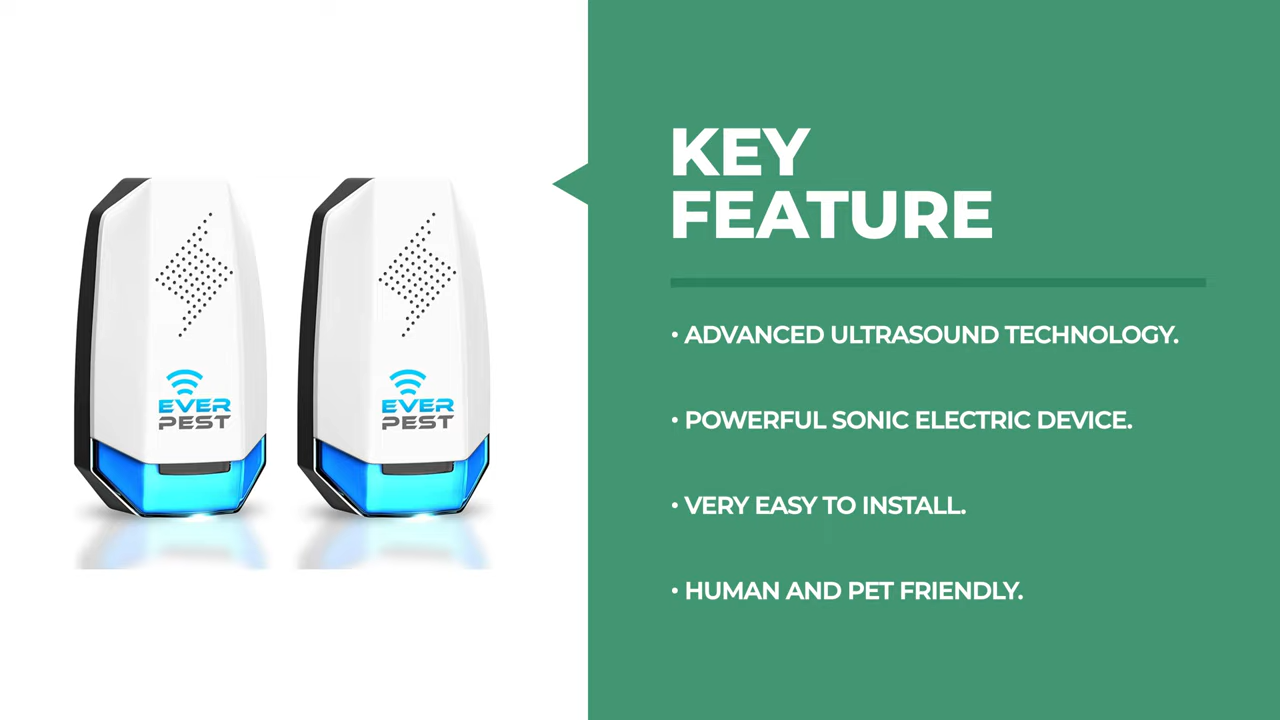 EVER
PEST
EVER
PEST
KEY
FEATURE
• ADVANCED ULTRASOUND TECHNOLOGY.
• POWERFUL SONIC ELECTRIC DEVICE.
• VERY EASY TO INSTALL.
• HUMAN AND PET FRIENDLY.